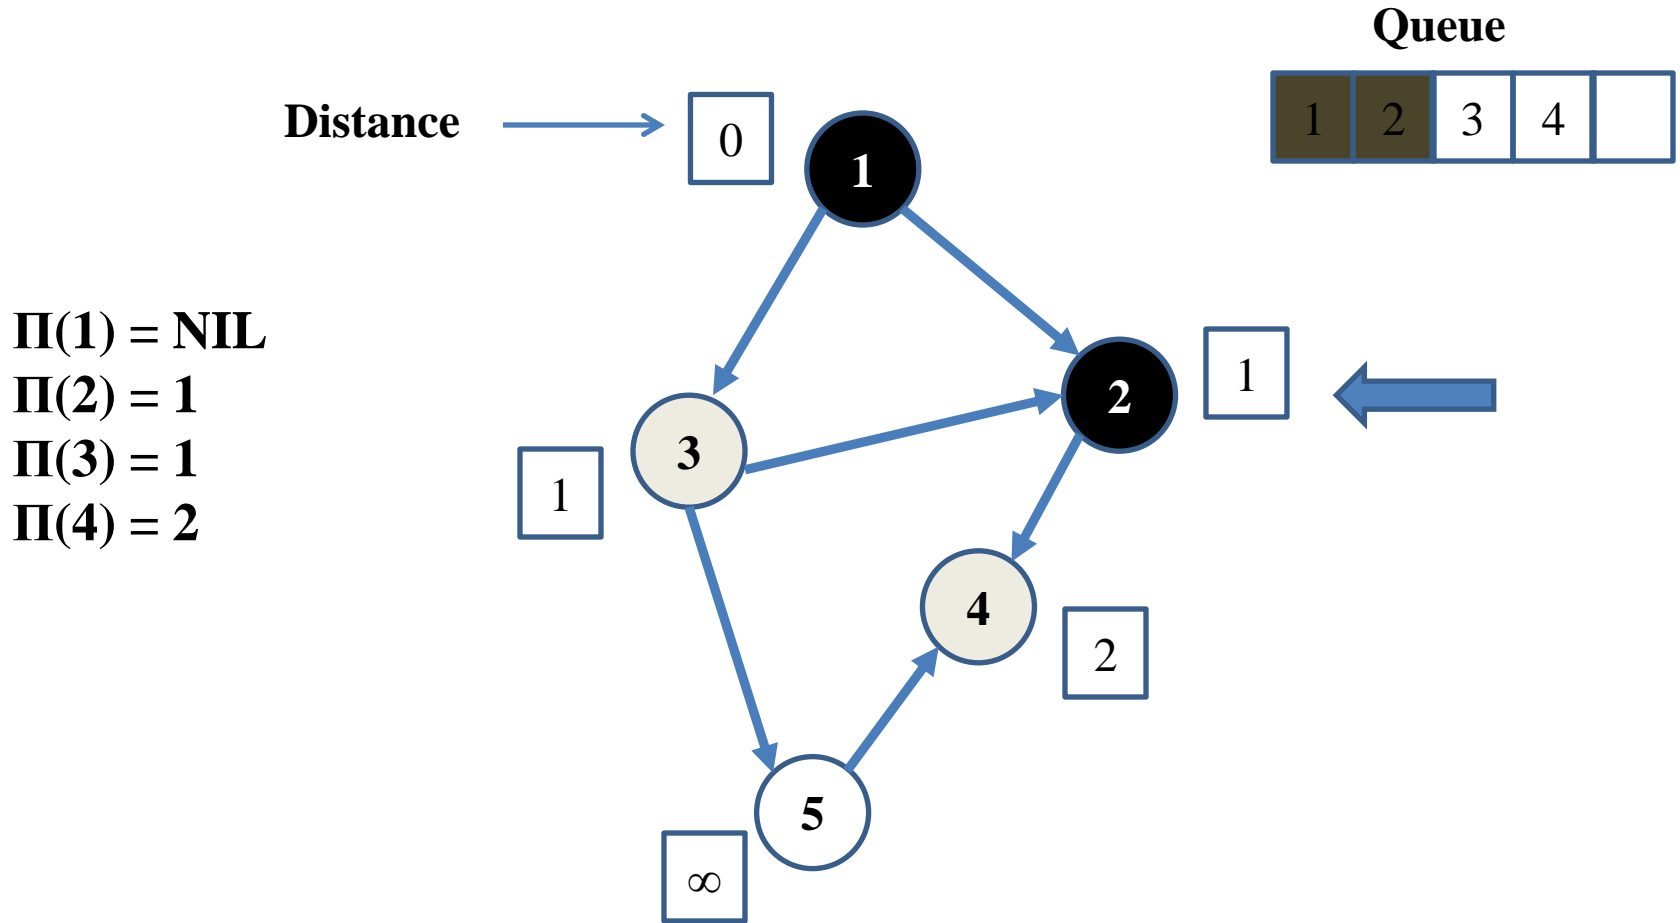 Queue
1 2 3 4
Distance
0
1
Π(1) = NIL
Π(2) = 1
Π(3) = 1
Π(4) = 2
2
1
3
1
4
2
5
∞